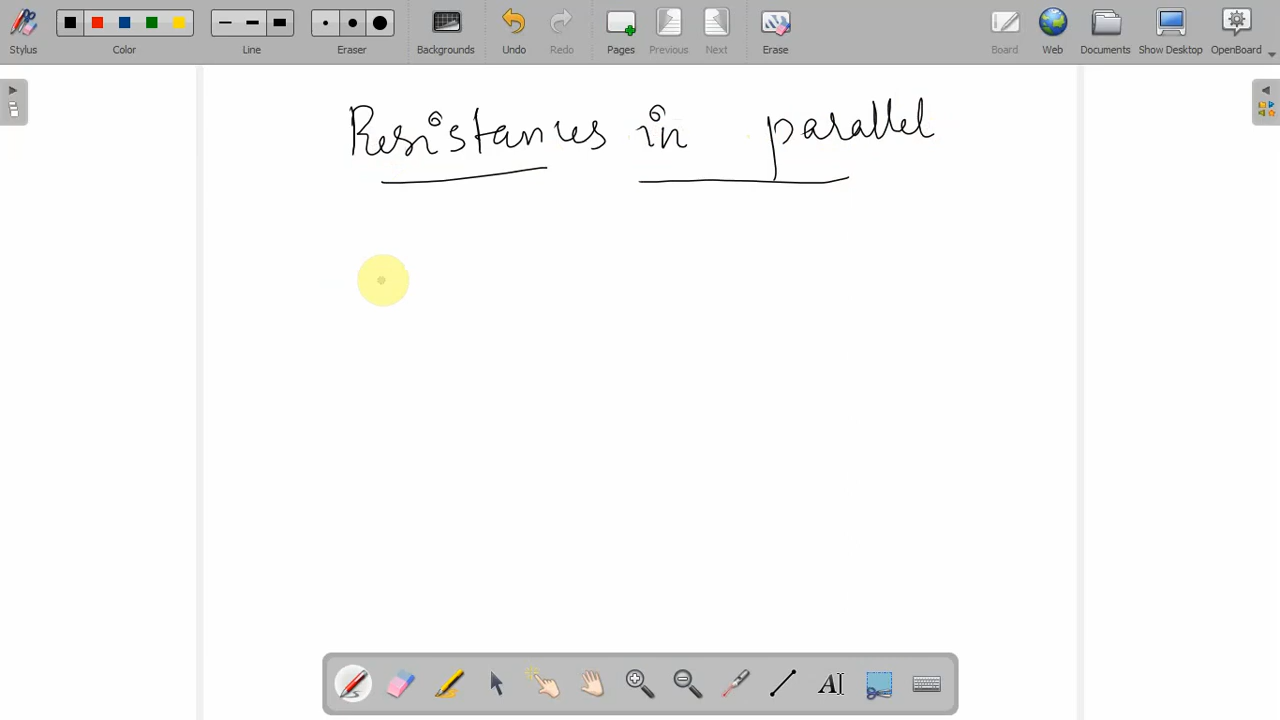 Stylus Color Line Eraser Backgrounds Undo Redo Pages Previous Next Erase Board Web Documents Show Desktop OpenBoard
Resistances in parallel
AI